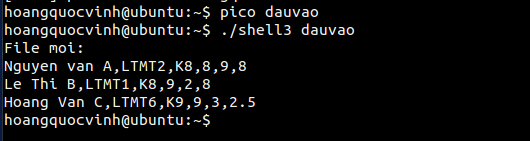 hoangquocvinh@ubuntu:~$ pico dauvao
hoangquocvinh@ubuntu:~$ ./shell3 dauvao
File moi:
Nguyen van A,LTMT2,K8,8,9,8
Le Thi B,LTMT1,K8,9,2,8
Hoang Van C,LTMT6,K9,9,3,2.5
hoangquocvinh@ubuntu:~$